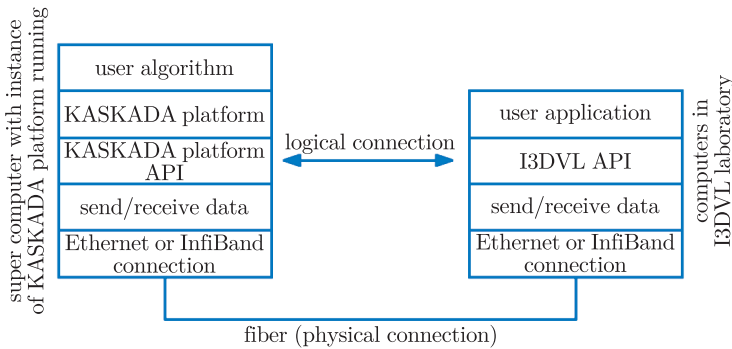 super computer with instance
of KASKADA platform running
user algorithm
KASKADA platform
KASKADA platform
API
send/receive data
Ethernet or InfiBand
connection
logical connection
user application
I3DVL API
send/receive data
Ethernet or InfiBand
connection
computers in
I3DVL laboratory
fiber (physical connection)